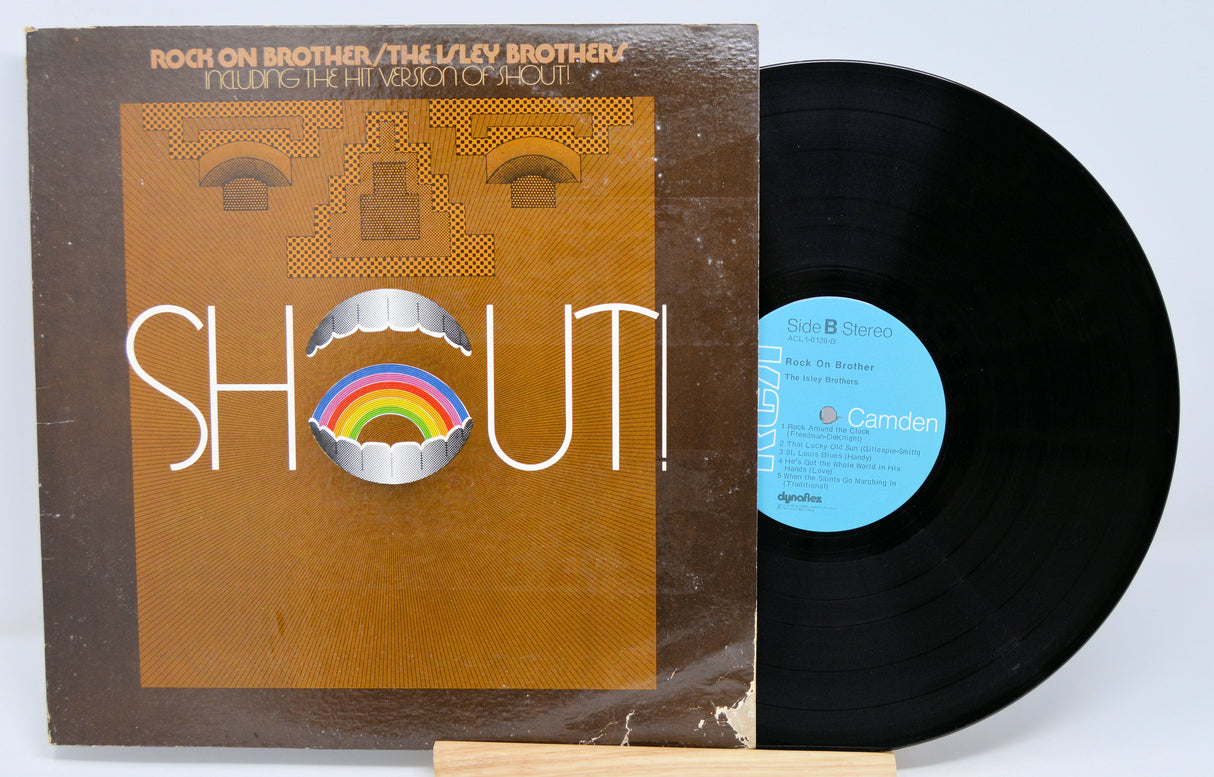 ROCK ON BROTHER/THE ISLEY BROTHERS
INCLUDING THE HIT VERSION OF SHOUT!
SHOUT!
Side B Stereo
ACL1-0126-B
Rock On Brother
The Isley Brothers
RCA
Camden
1 Rock Around the Clock
(Freedman-DeKnight)
2 That Lucky Old Sun (Gillespie-Smith)
3 St. Louis Blues (Handy)
4 He's Got the Whole World in His
Hands (Love)
5 When the Saints Go Marching In
(Traditional)
dynaflex